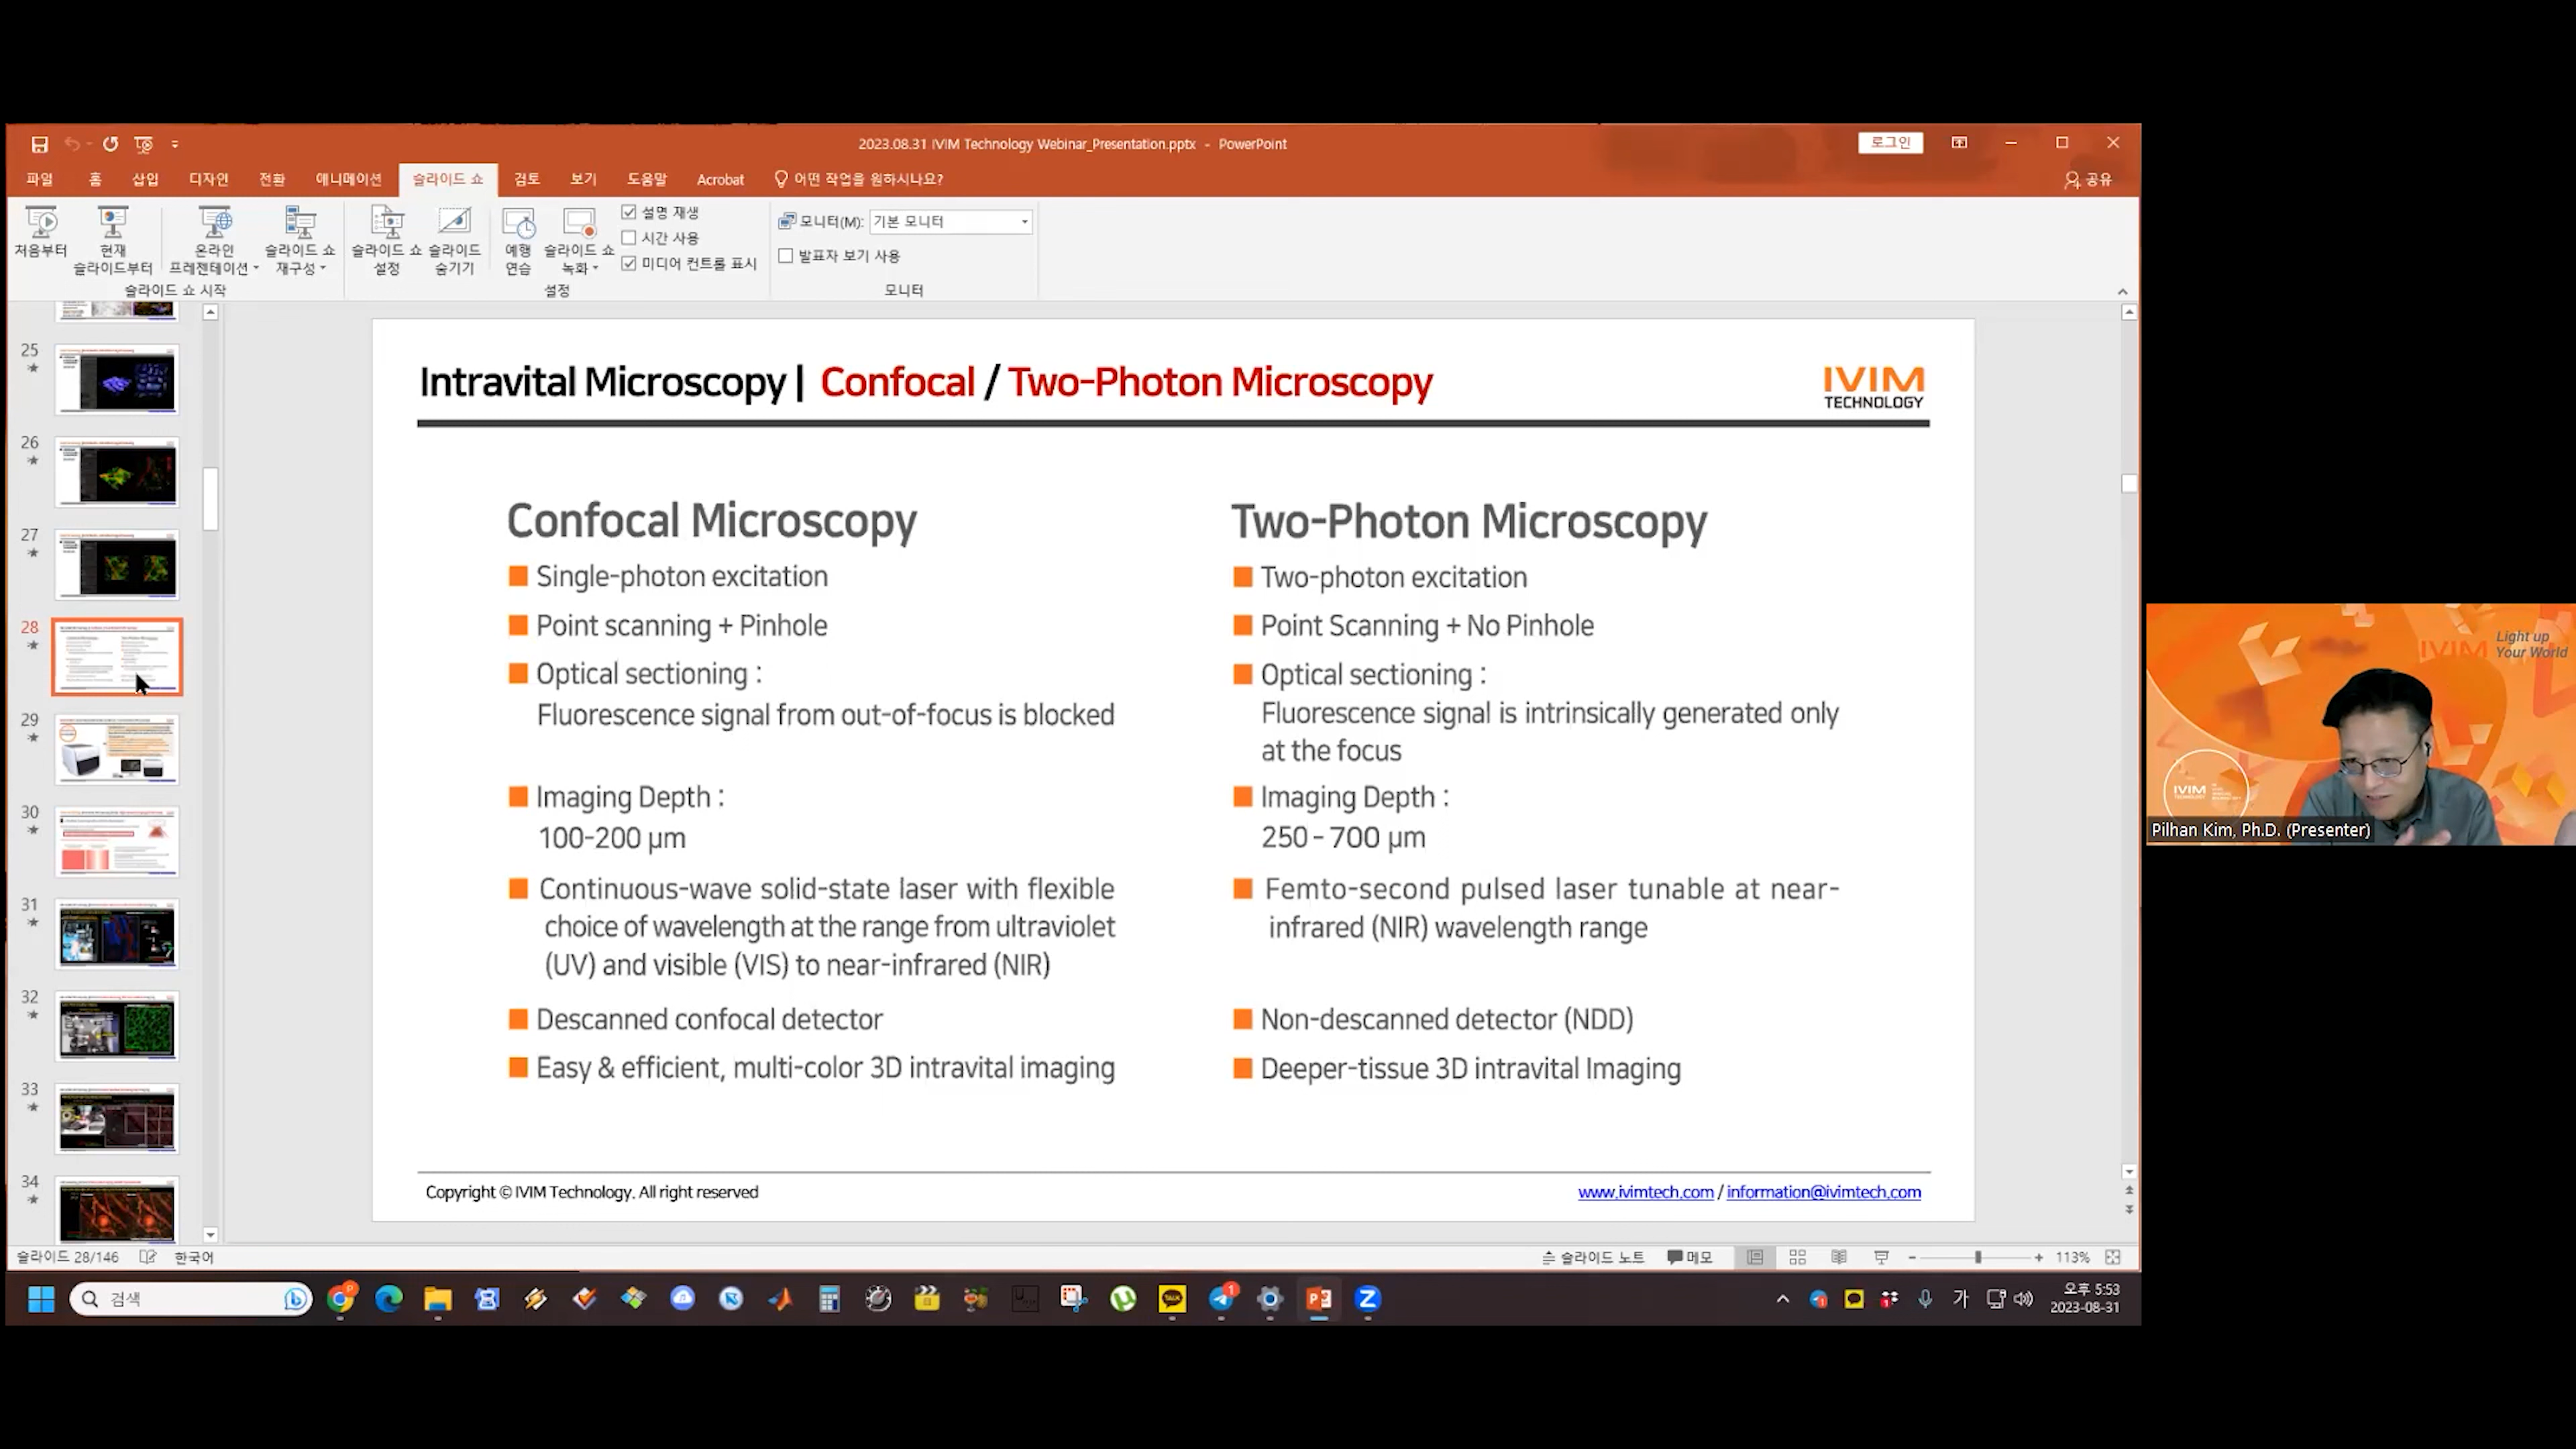 2023.08.31 IVIM Technology Webinar_Presentation.pptx - PowerPoint
로그인
파일 홈 삽입 디자인 전환 애니메이션 슬라이드 쇼 검토 보기 도움말 Acrobat 어떤 작업을 원하시나요? 공유
처음부터
현재
슬라이드부터
온라인
프레젠테이션
슬라이드 쇼
재구성
슬라이드 쇼 시작
슬라이드 쇼
설정
슬라이드
숨기기
예행
연습
슬라이드 쇼
녹화
설명 재생
시간 사용
미디어 컨트롤 표시
설정
모니터(M): 기본 모니터
발표자 보기 사용
모니터
25
26
27
28
29
30
31
32
33
34
Intravital Microscopy | Confocal / Two-Photon Microscopy
IVIM
TECHNOLOGY
Confocal Microscopy
Single-photon excitation
Point scanning + Pinhole
Optical sectioning :
Fluorescence signal from out-of-focus is blocked
Imaging Depth :
100-200 µm
Continuous-wave solid-state laser with flexible
choice of wavelength at the range from ultraviolet
(UV) and visible (VIS) to near-infrared (NIR)
Descanned confocal detector
Easy & efficient, multi-color 3D intravital imaging
Two-Photon Microscopy
Two-photon excitation
Point Scanning + No Pinhole
Optical sectioning :
Fluorescence signal is intrinsically generated only
at the focus
Imaging Depth :
250 - 700 µm
Femto-second pulsed laser tunable at near-
infrared (NIR) wavelength range
Non-descanned detector (NDD)
Deeper-tissue 3D intravital Imaging
Copyright © IVIM Technology. All right reserved
www.ivimtech.com / information@ivimtech.com
IVIM
Light up
Your World
IVIM
Pilhan Kim, Ph.D. (Presenter)
슬라이드 28/146 한국어
슬라이드 노트 메모 113%
검색
가
오후 5:53
2023-08-31